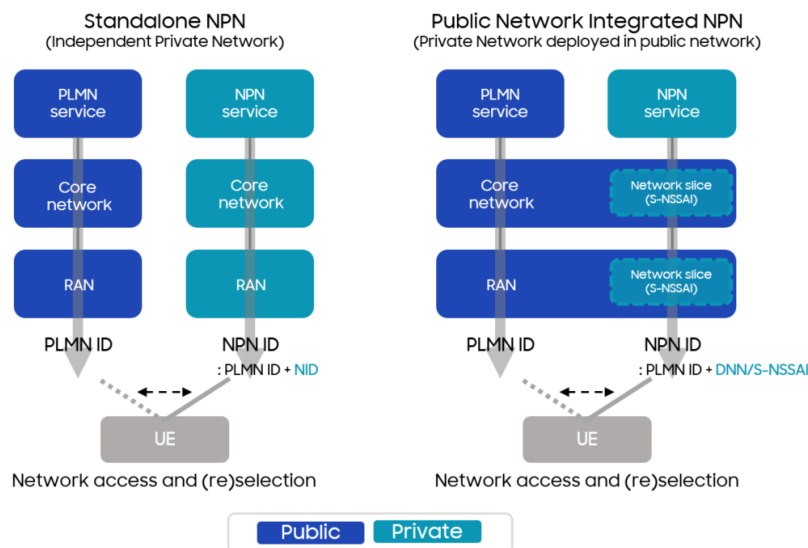 Standalone NPN
(Independent Private Network)
PLMN
service
NPN
service
Core
network
Core
network
RAN
RAN
PLMN ID
NPN ID
: PLMN ID + NID
UE
Network access and (re)selection
Public Network Integrated NPN
(Private Network deployed in public network)
PLMN
service
NPN
service
Core
network
Network slice
(S-NSSAI)
RAN
Network slice
(S-NSSAI)
PLMN ID
NPN ID
: PLMN ID + DNN/S-NSSAI
UE
Network access and (re)selection
Public
Private